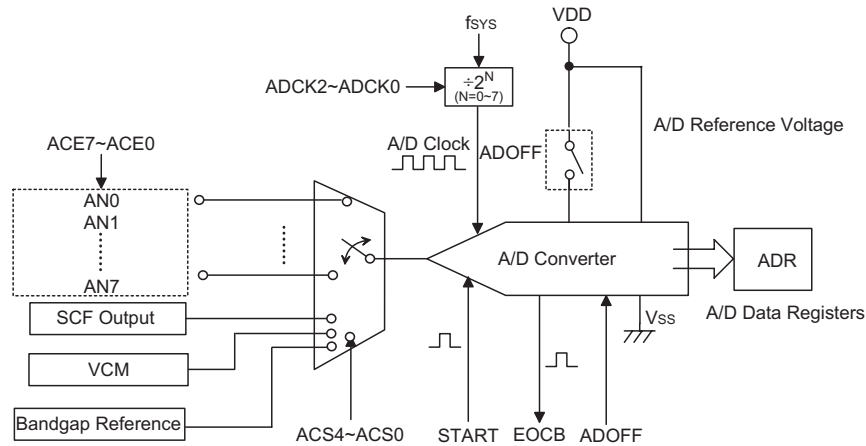 fSYS
VDD
ADCK2~ADCK0
÷2^N
(N=0~7)
A/D Clock
ADOFF
A/D Reference Voltage
ACE7~ACE0
AN0
AN1
AN7
A/D Converter
ADR
A/D Data Registers
SCF Output
VCM
Bandgap Reference
VSS
ACS4~ACS0
START
EOCB
ADOFF